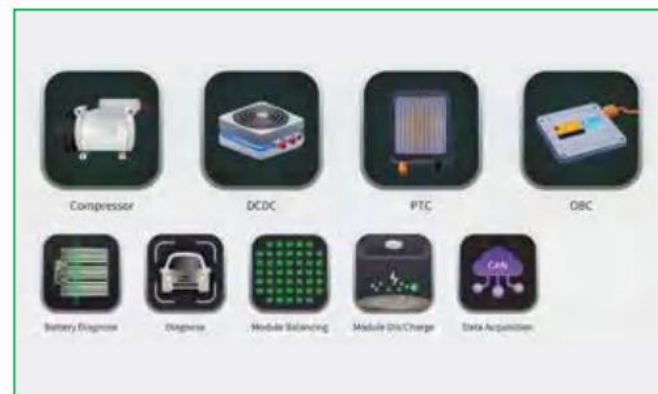 Compressor
DCDC
PTC
OBC
CAN
Battery Diagnose
Diagnose
Module Balancing
Module Dis/Charge
Data Acquisition